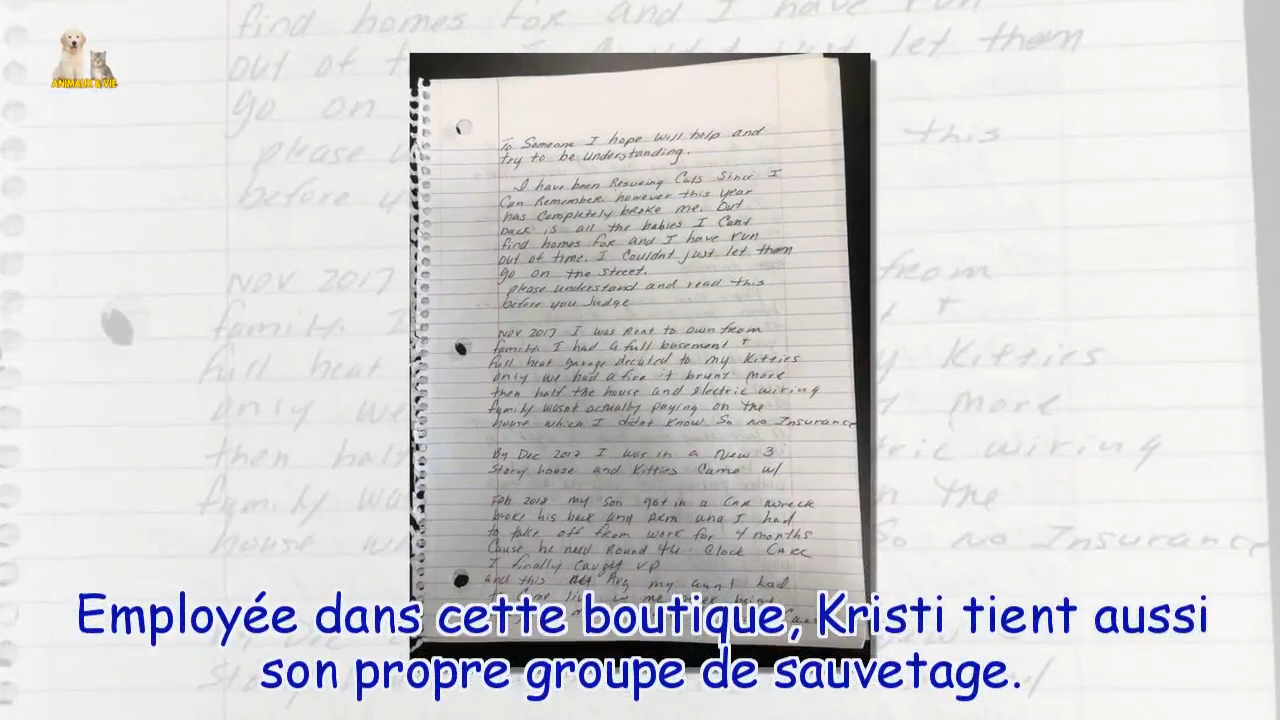 ANIMAUX & VIE
To Someone I hope will help and
try to be understanding.
I have been Resueing Cats Since I
Can Remember however this year
has Completely broke me. Out
back is all the babies I Cant
find homes for and I have run
out of time. I Couldnt just let them
go on the street.
please understand and read this
before you Judge
Nov 2017 I was Rent to own from
family. I had a full basement +
full heat garage decated to my Kitties
only we had a fire it brunt more
then half the house and electric wiring
family wasnt actually paying on the
house which I didnt know So no Insurance
By Dec 2017 I was in a New 3
Story house and Kitties Came w/
Feb 2018 my Son got in a CAR wreck
broke his back and ARM and I had
to take off from work for 4 months
Cause he need Round the Clock CARE
I finally caught up
and this Aug my aunt had
Employée dans cette boutique, Kristi tient aussi
son propre groupe de sauvetage.